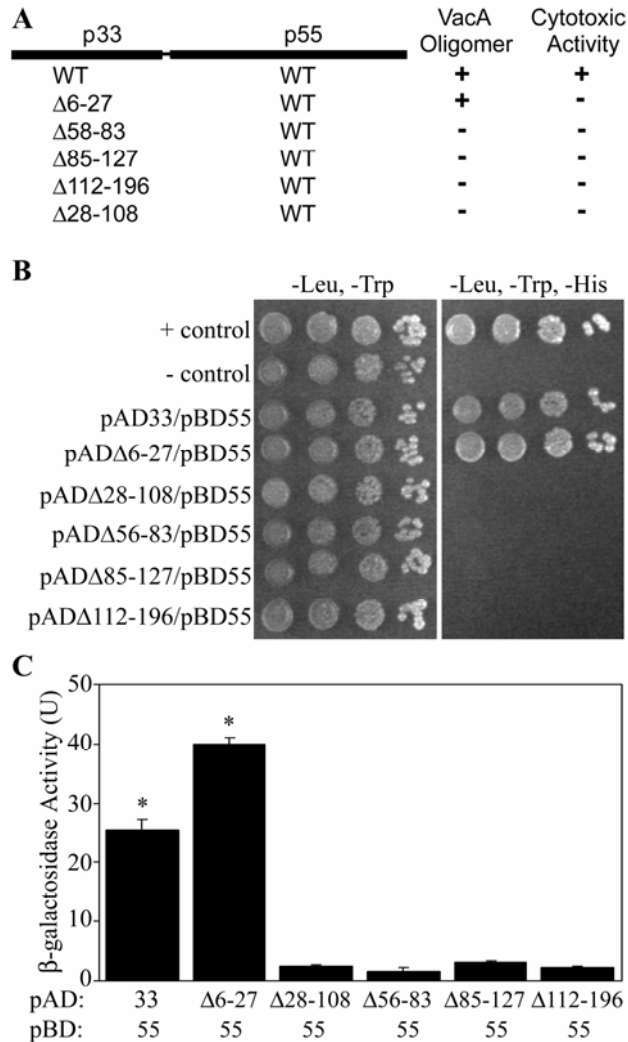 A
p33 p55 VacA Oligomer Cytotoxic Activity
WT WT + +
Δ6-27 WT + -
Δ58-83 WT - -
Δ85-127 WT - -
Δ112-196 WT - -
Δ28-108 WT - -
B
-Leu, -Trp -Leu, -Trp, -His
+ control
- control
pAD33/pBD55
pADΔ6-27/pBD55
pADΔ28-108/pBD55
pADΔ56-83/pBD55
pADΔ85-127/pBD55
pADΔ112-196/pBD55
C
β-galactosidase Activity (U)
50
40
30
20
10
0
* *
pAD: 33 Δ6-27 Δ28-108 Δ56-83 Δ85-127 Δ112-196
pBD: 55 55 55 55 55 55